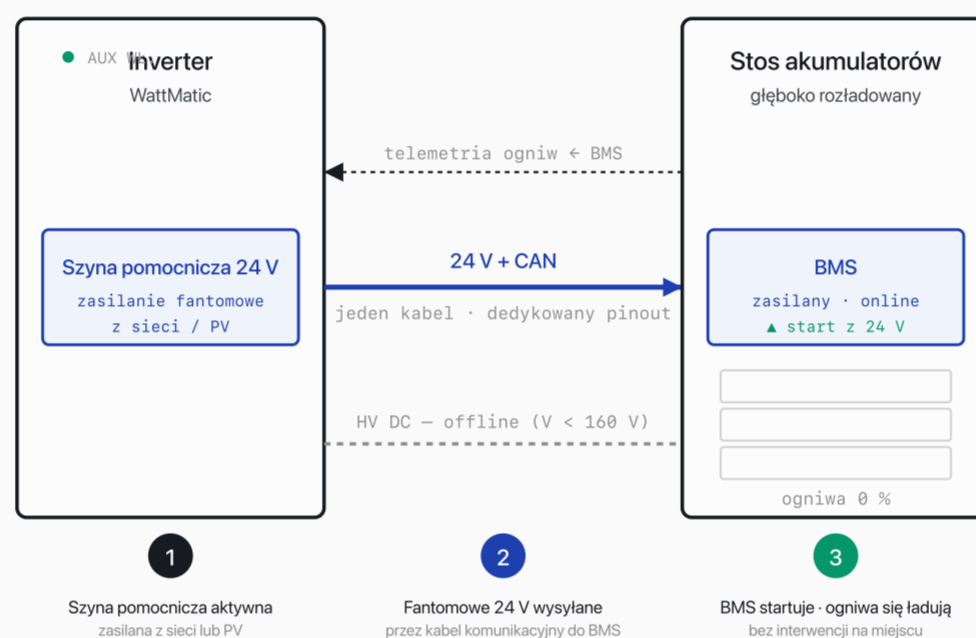 AUX
Inverter
WattMatic
Stos akumulatorów
głęboko rozładowany
telemetria ogniw ← BMS
Szyna pomocnicza 24 V
zasilanie fantomowe
z sieci / PV
24 V + CAN
jeden kabel · dedykowany pinout
BMS
zasilany · online
▲ start z 24 V
HV DC — offline (V < 160 V)
ogniwa 0 %
1
2
3
Szyna pomocnicza aktywna
zasilana z sieci lub PV
Fantomowe 24 V wysyłane
przez kabel komunikacyjny do BMS
BMS startuje · ogniwa się ładują
bez interwencji na miejscu